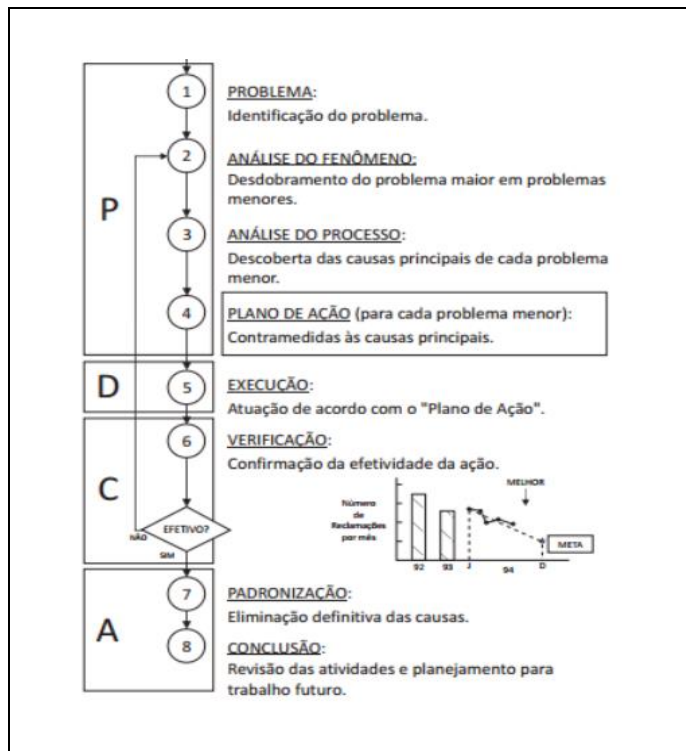 P
1
PROBLEMA:
Identificação do problema.
2
ANÁLISE DO FENÔMENO:
Desdobramento do problema maior em problemas
menores.
3
ANÁLISE DO PROCESSO:
Descoberta das causas principais de cada problema
menor.
4
PLANO DE AÇÃO (para cada problema menor):
Contramedidas às causas principais.
D
5
EXECUÇÃO:
Atuação de acordo com o "Plano de Ação".
C
6
VERIFICAÇÃO:
Confirmação da efetividade da ação.
EFETIVO?
NÃO
SIM
Número
de
Reclamações
por mês
MELHOR
META
92
93
J
94
D
A
7
PADRONIZAÇÃO:
Eliminação definitiva das causas.
8
CONCLUSÃO:
Revisão das atividades e planejamento para
trabalho futuro.